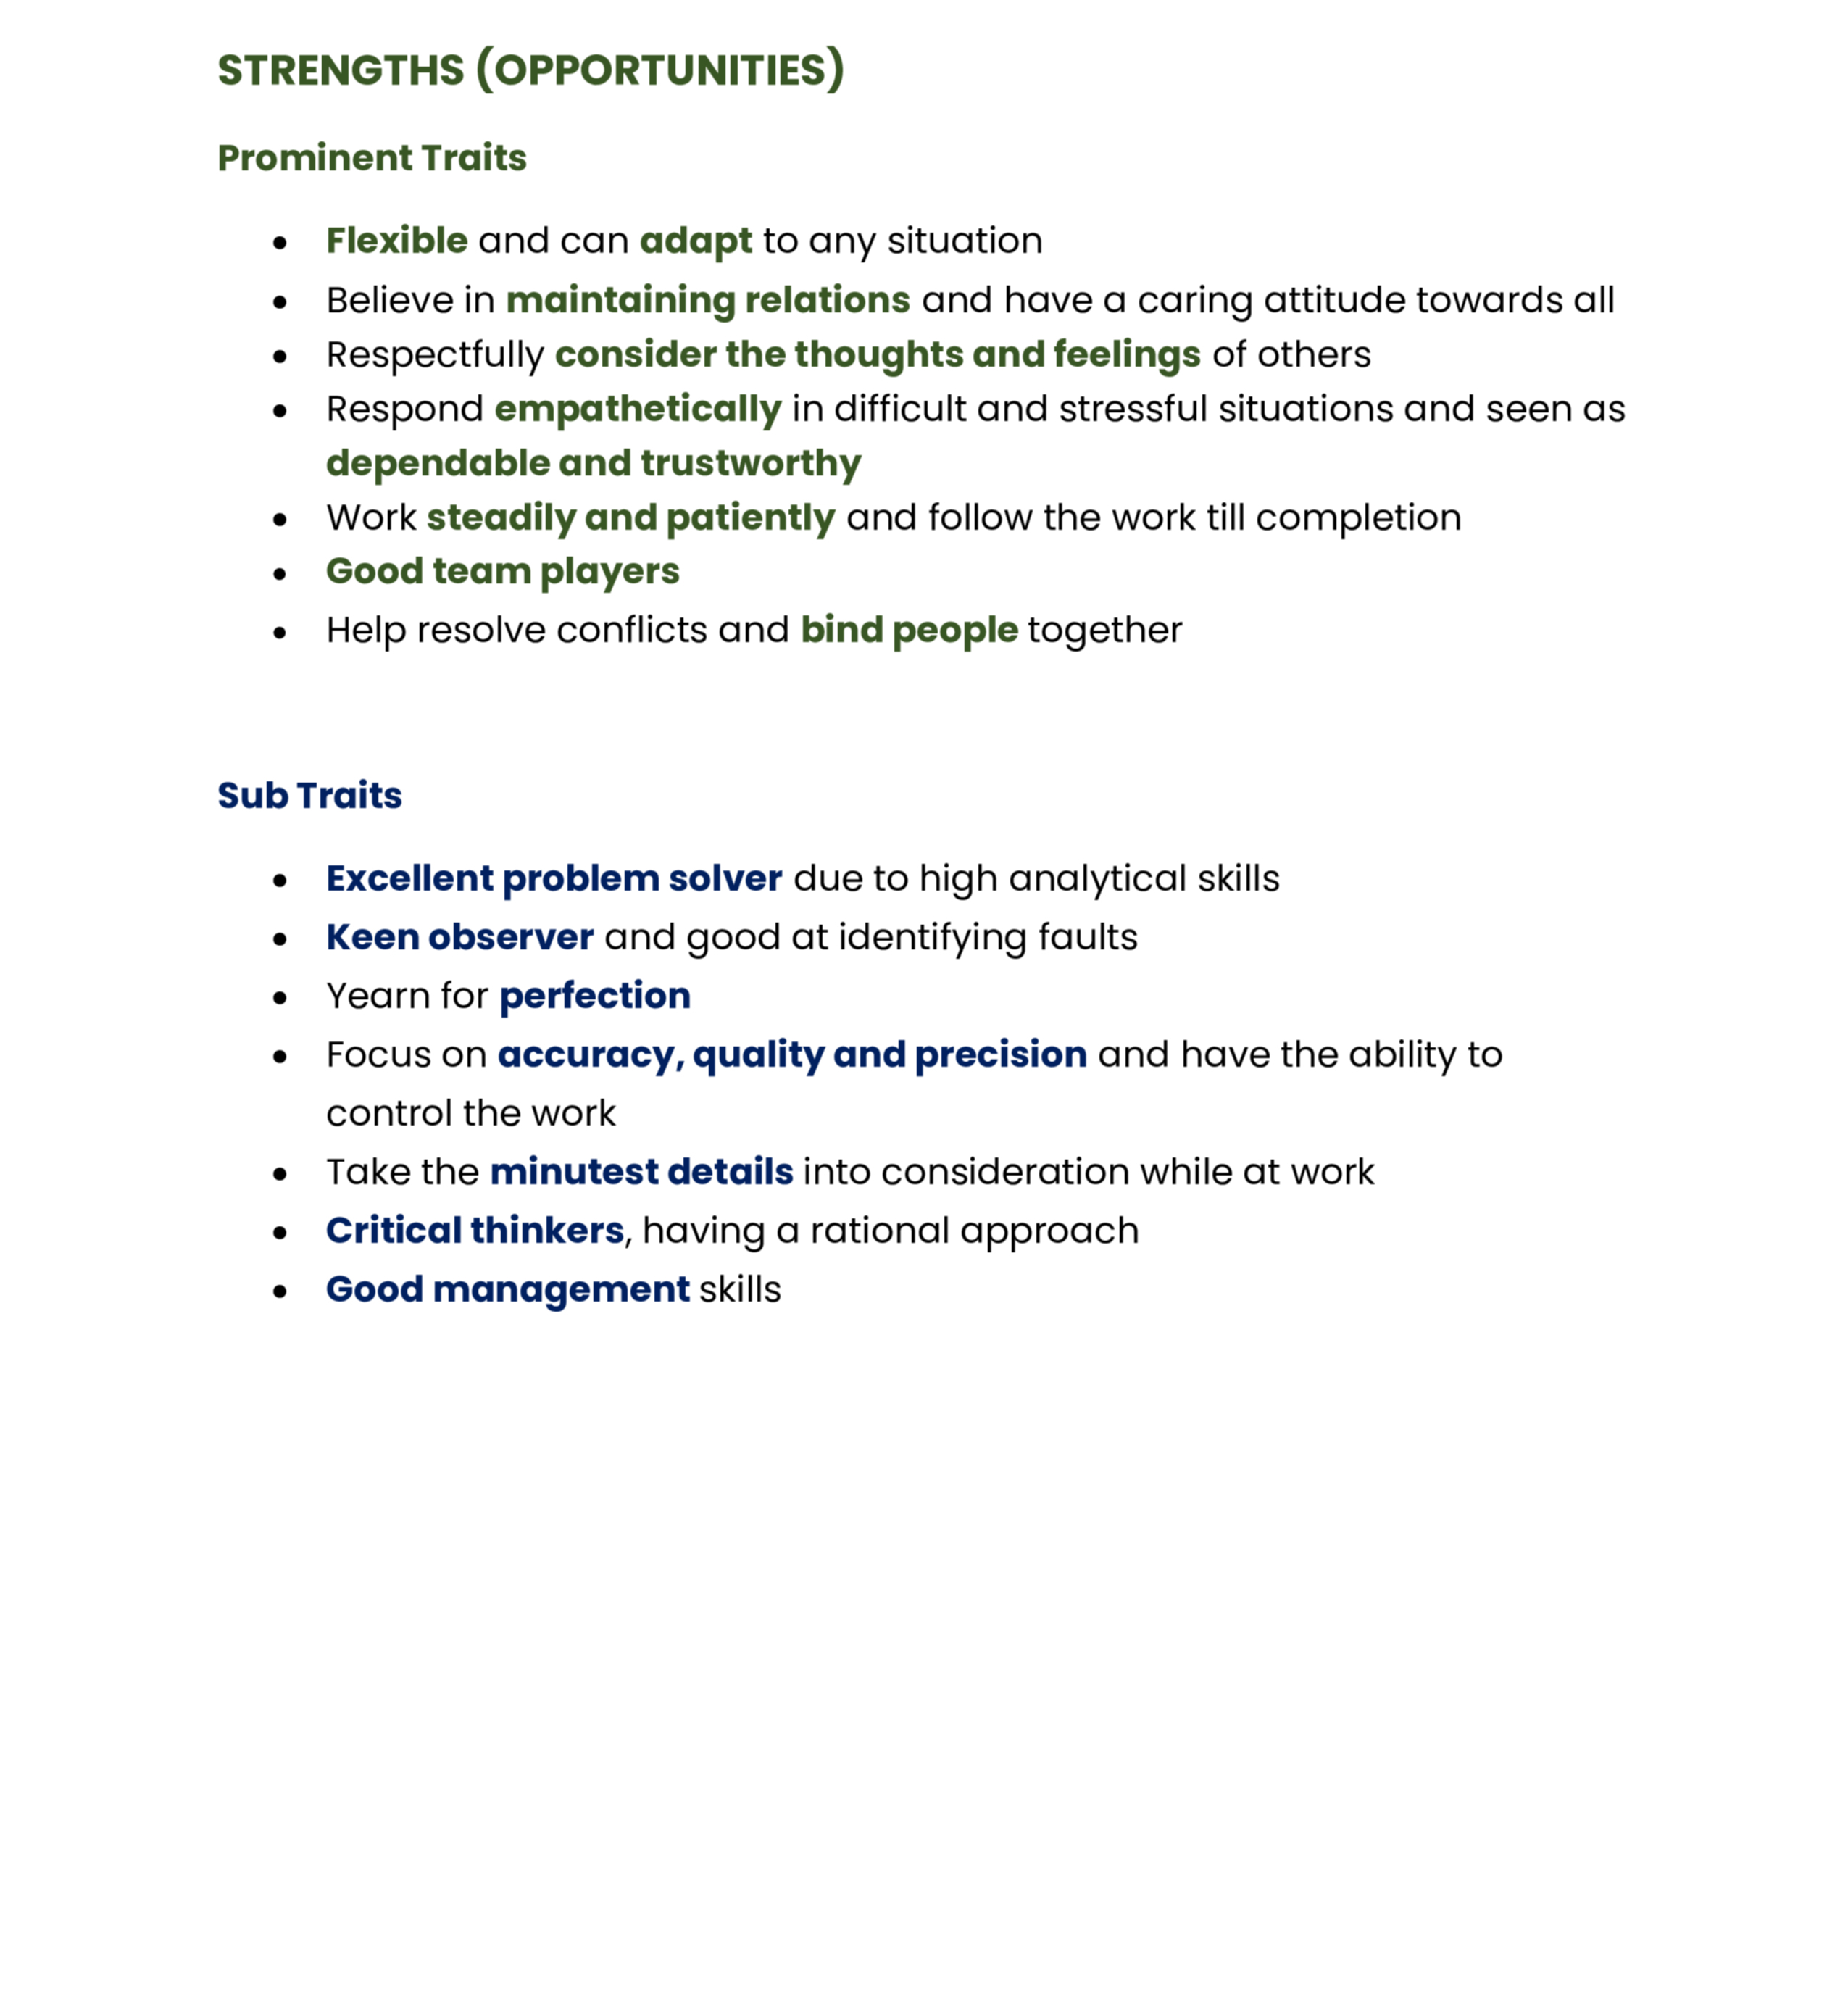 STRENGTHS (OPPORTUNITIES)
Prominent Traits
• Flexible and can adapt to any situation
• Believe in maintaining relations and have a caring attitude towards all
• Respectfully consider the thoughts and feelings of others
• Respond empathetically in difficult and stressful situations and seen as
dependable and trustworthy
• Work steadily and patiently and follow the work till completion
• Good team players
• Help resolve conflicts and bind people together
Sub Traits
• Excellent problem solver due to high analytical skills
• Keen observer and good at identifying faults
• Yearn for perfection
• Focus on accuracy, quality and precision and have the ability to
control the work
• Take the minutest details into consideration while at work
• Critical thinkers, having a rational approach
• Good management skills